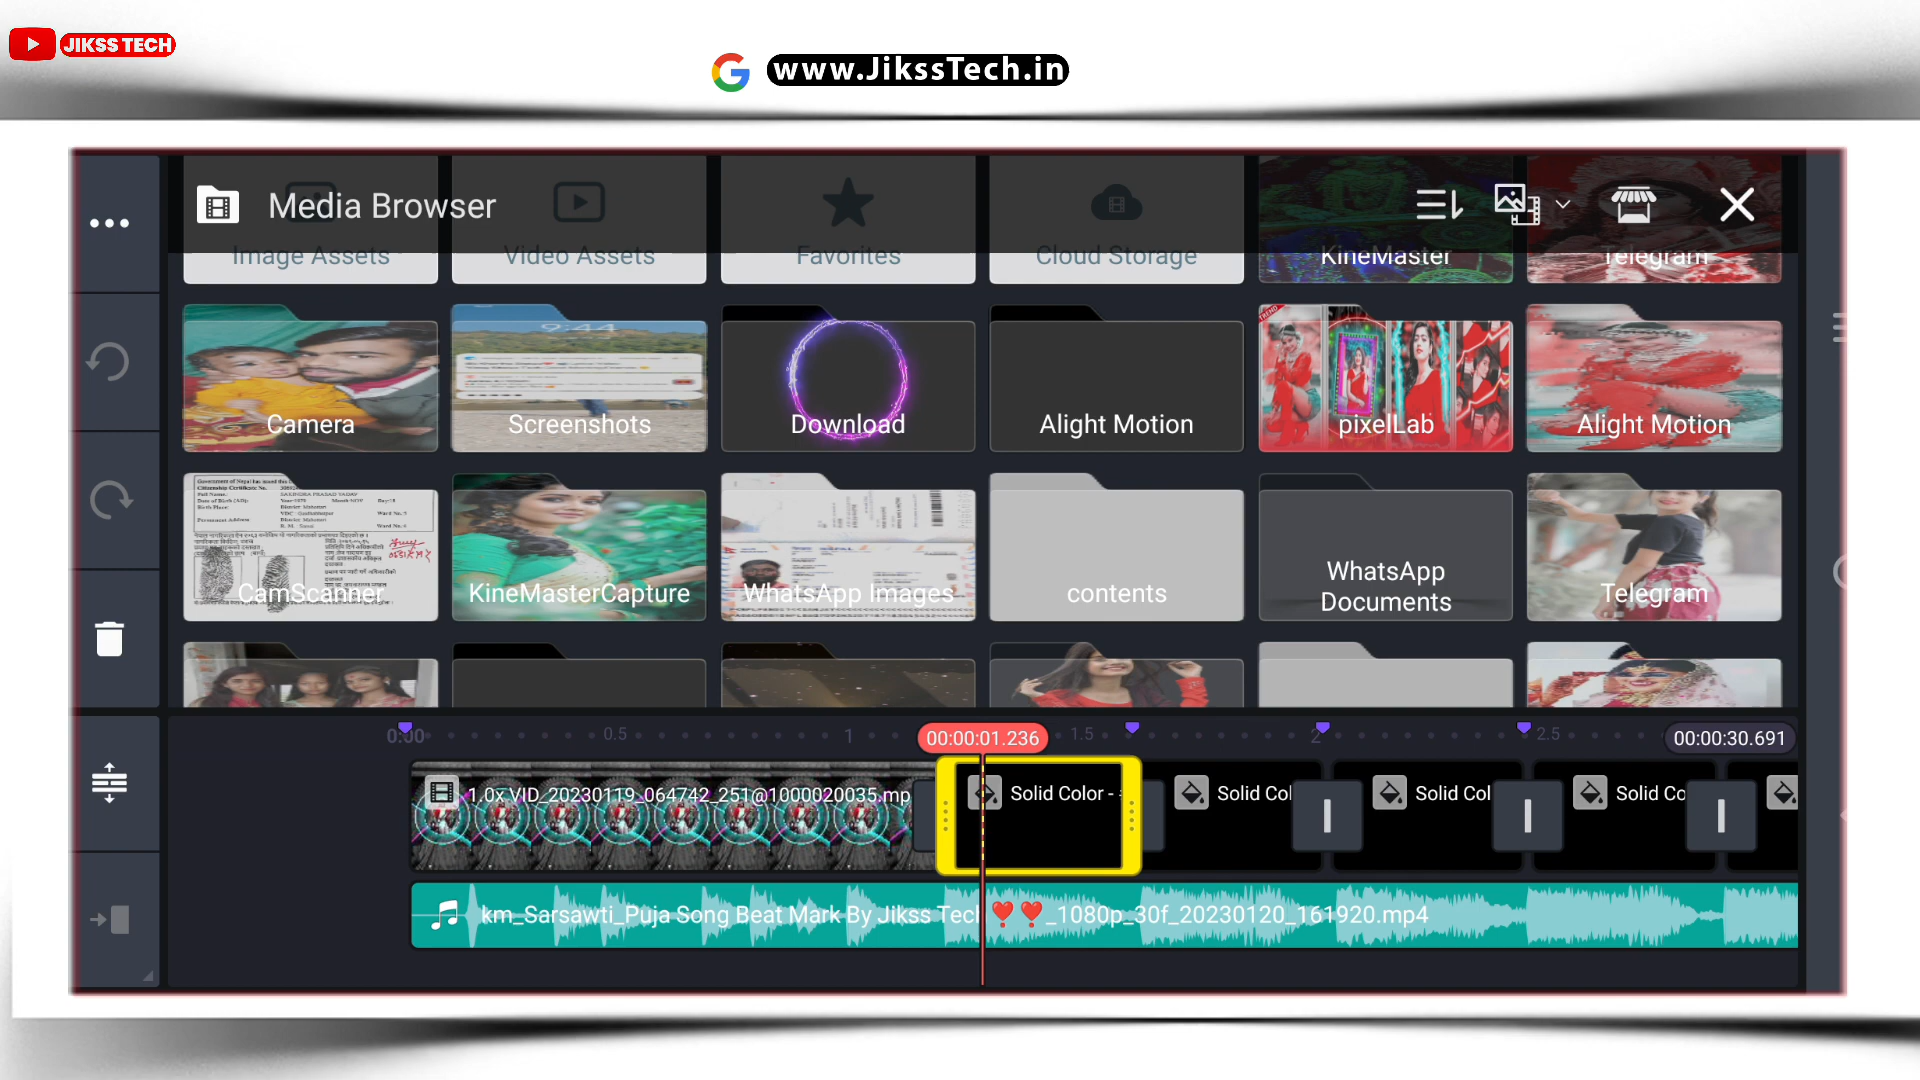 JIKSS TECH
www.JikssTech.in
Media Browser
Image Assets
Video Assets
Favorites
Cloud Storage
KineMaster
Telegram
9:44
Camera
Screenshots
Download
Alight Motion
TREND
pixelLab
Alight Motion
CamScanner
KineMasterCapture
WhatsApp Images
contents
WhatsApp
Documents
Telegram
0:00
0.5
1
00:00:01.236
1.5
2
2.5
00:00:30.691
1.0x VID_20230119_064742_251@1000020035.mp
Solid Color -
Solid Col
Solid Col
Solid Co
km_Sarsawti_Puja Song Beat Mark By Jikss Tech❣❣_1080p_30f_20230120_161920.mp4